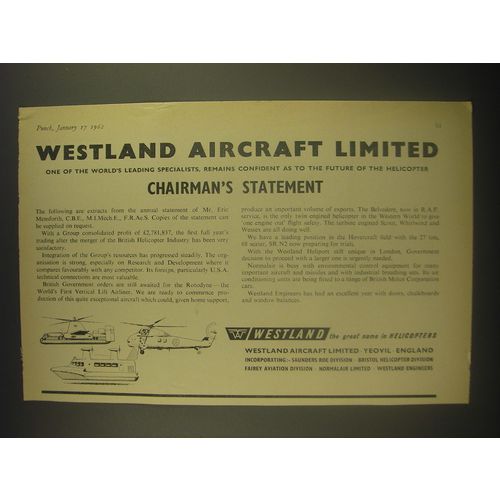 Punch, January 17 1962
WESTLAND AIRCRAFT LIMITED
ONE OF THE WORLD'S LEADING SPECIALISTS, REMAINS CONFIDENT AS TO THE FUTURE OF THE HELICOPTER
CHAIRMAN'S STATEMENT
The following are extracts from the annual statement of Mr. Eric
Mensforth, C.B.E., M.I.Mech.E., F.R.Ae.S. Copies of the statement can
be supplied on request.
With a Group consolidated profit of £2,781,837, the first full year's
trading after the merger of the British Helicopter Industry has been very
satisfactory.
Integration of the Group's resources has progressed steadily. The org-
anisation is strong, especially on Research and Development where it
compares favourably with any competitor. Its foreign, particularly U.S.A.
technical connections are most valuable.
British Government orders are still awaited for the Rotodyne—the
World's First Vertical Lift Airliner. We are ready to commence pro-
duction of this quite exceptional aircraft which could, given home support,
produce an important volume of exports. The Belvedere, now in R.A.F.
service, is the only twin engined helicopter in the Western World to give
'one engine out' flight safety. The turbine engined Scout, Whirlwind and
Wessex are all doing well.
We have a leading position in the Hovercraft field with the 27 ton,
68 seater, SR.N2 now preparing for trials.
With the Westland Heliport still unique in London, Government
decision to proceed with a larger one is urgently needed.
Normalair is busy with environmental control equipment for many
important aircraft and missiles and with industrial breathing sets. Its air
conditioning units are being fitted to a range of British Motor Corporation
cars.
Westland Engineers has had an excellent year with doors, chalkboards
and window balances.
WESTLAND the great name in HELICOPTERS
WESTLAND AIRCRAFT LIMITED · YEOVIL · ENGLAND
INCORPORATING — SAUNDERS ROE DIVISION · BRISTOL HELICOPTER DIVISION
FAIREY AVIATION DIVISION · NORMALAIR LIMITED · WESTLAND ENGINEERS